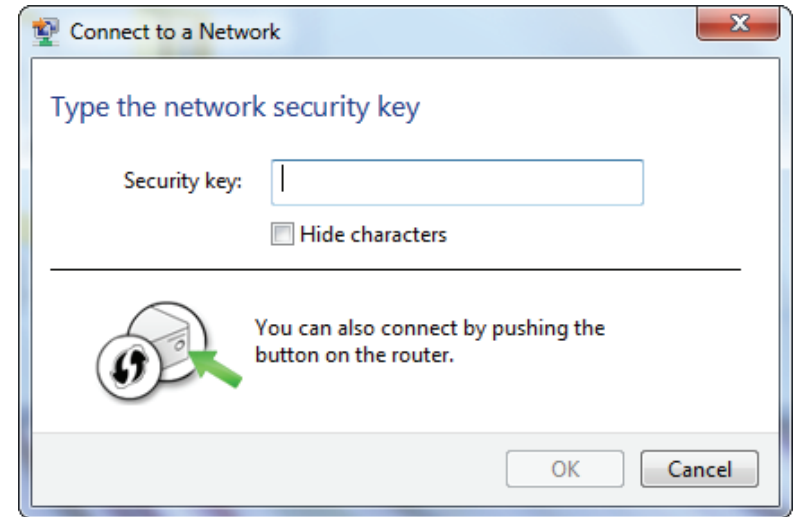 Connect to a Network
Type the network security key
Security key:
Hide characters
You can also connect by pushing the
button on the router.
OK Cancel